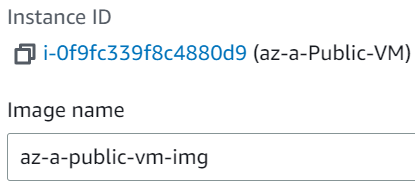 Instance ID
i-0f9fc339f8c4880d9 (az-a-Public-VM)
Image name
az-a-public-vm-img